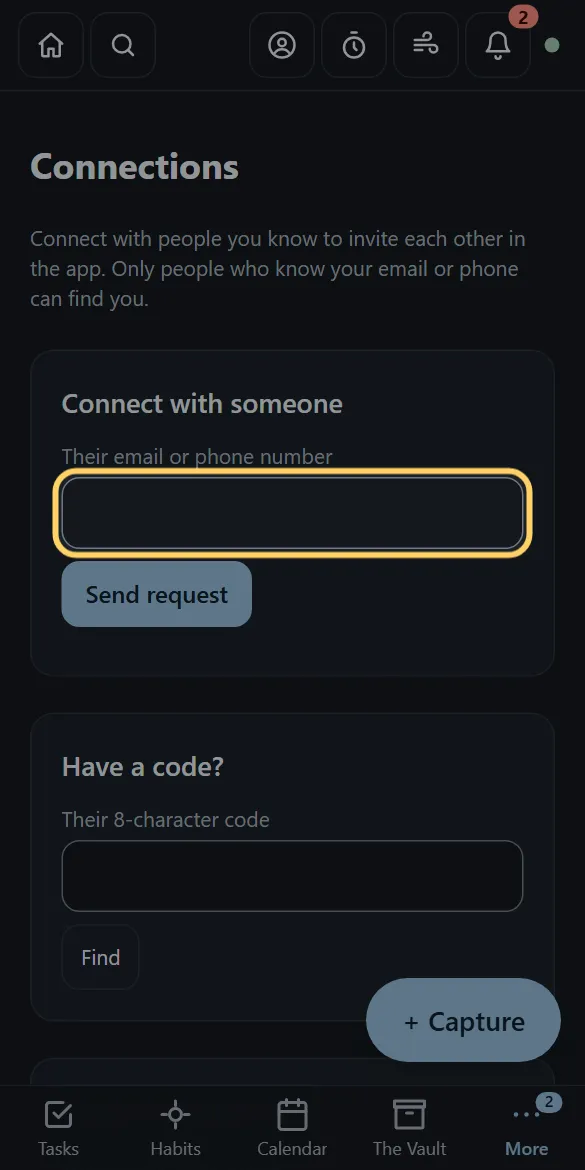 2
Connections
Connect with people you know to invite each other in
the app. Only people who know your email or phone
can find you.
Connect with someone
Their email or phone number
Send request
Have a code?
Their 8-character code
Find
+ Capture
2
Tasks
Habits
Calendar
The Vault
More